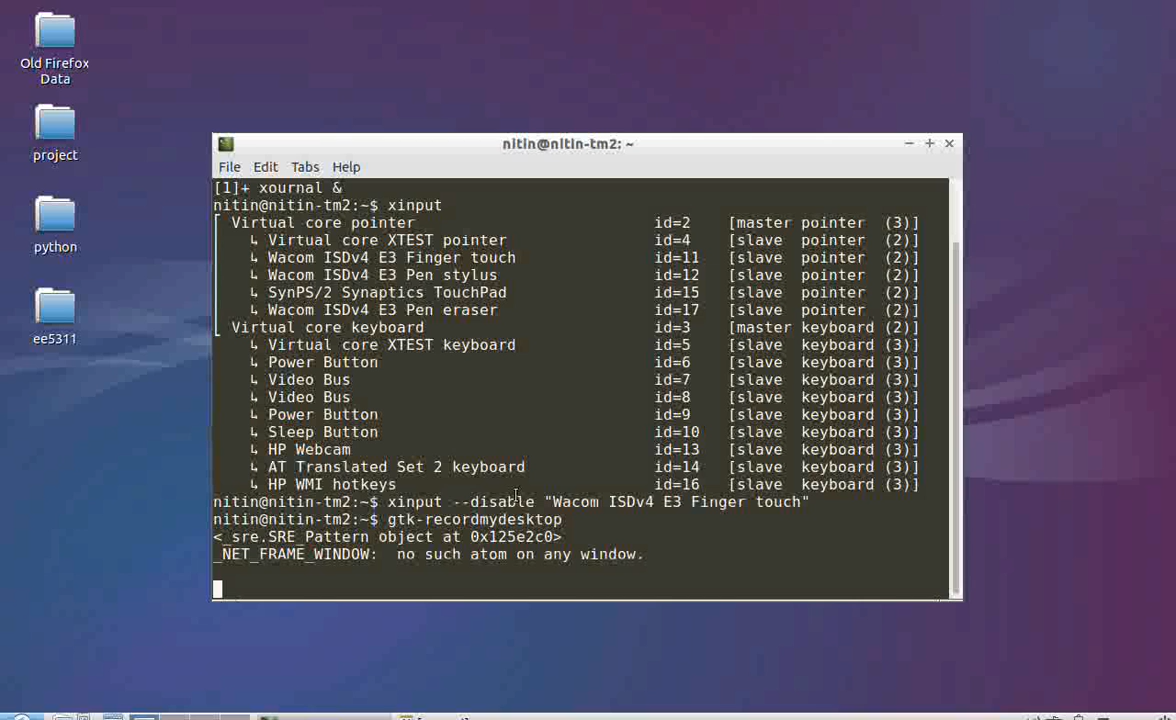 Old Firefox
Data
project
python
ee5311
nitin@nitin-tm2: ~
File Edit Tabs Help
[1]+ xournal &
nitin@nitin-tm2:~$ xinput
⎡ Virtual core pointer id=2 [master pointer (3)]
⎜ ↳ Virtual core XTEST pointer id=4 [slave pointer (2)]
⎜ ↳ Wacom ISDv4 E3 Finger touch id=11 [slave pointer (2)]
⎜ ↳ Wacom ISDv4 E3 Pen stylus id=12 [slave pointer (2)]
⎜ ↳ SynPS/2 Synaptics TouchPad id=15 [slave pointer (2)]
⎜ ↳ Wacom ISDv4 E3 Pen eraser id=17 [slave pointer (2)]
⎣ Virtual core keyboard id=3 [master keyboard (2)]
↳ Virtual core XTEST keyboard id=5 [slave keyboard (3)]
↳ Power Button id=6 [slave keyboard (3)]
↳ Video Bus id=7 [slave keyboard (3)]
↳ Video Bus id=8 [slave keyboard (3)]
↳ Power Button id=9 [slave keyboard (3)]
↳ Sleep Button id=10 [slave keyboard (3)]
↳ HP Webcam id=13 [slave keyboard (3)]
↳ AT Translated Set 2 keyboard id=14 [slave keyboard (3)]
↳ HP WMI hotkeys id=16 [slave keyboard (3)]
nitin@nitin-tm2:~$ xinput --disable "Wacom ISDv4 E3 Finger touch"
nitin@nitin-tm2:~$ gtk-recordmydesktop
<_sre.SRE_Pattern object at 0x125e2c0>
_NET_FRAME_WINDOW:  no such atom on any window.